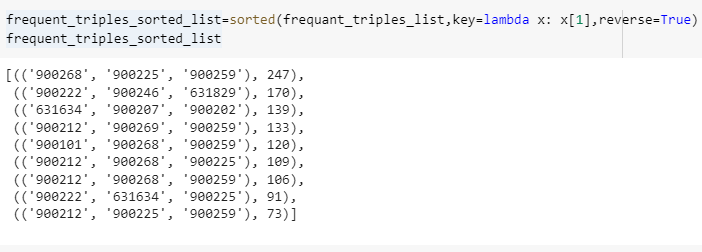 frequent_triples_sorted_list=sorted(frequant_triples_list,key=lambda x: x[1],reverse=True)
frequent_triples_sorted_list
[(('900268', '900225', '900259'), 247),
(('900222', '900246', '631829'), 170),
(('631634', '900207', '900202'), 139),
(('900212', '900269', '900259'), 133),
(('900101', '900268', '900259'), 120),
(('900212', '900268', '900225'), 109),
(('900212', '900268', '900259'), 106),
(('900222', '631634', '900225'), 91),
(('900212', '900225', '900259'), 73)]